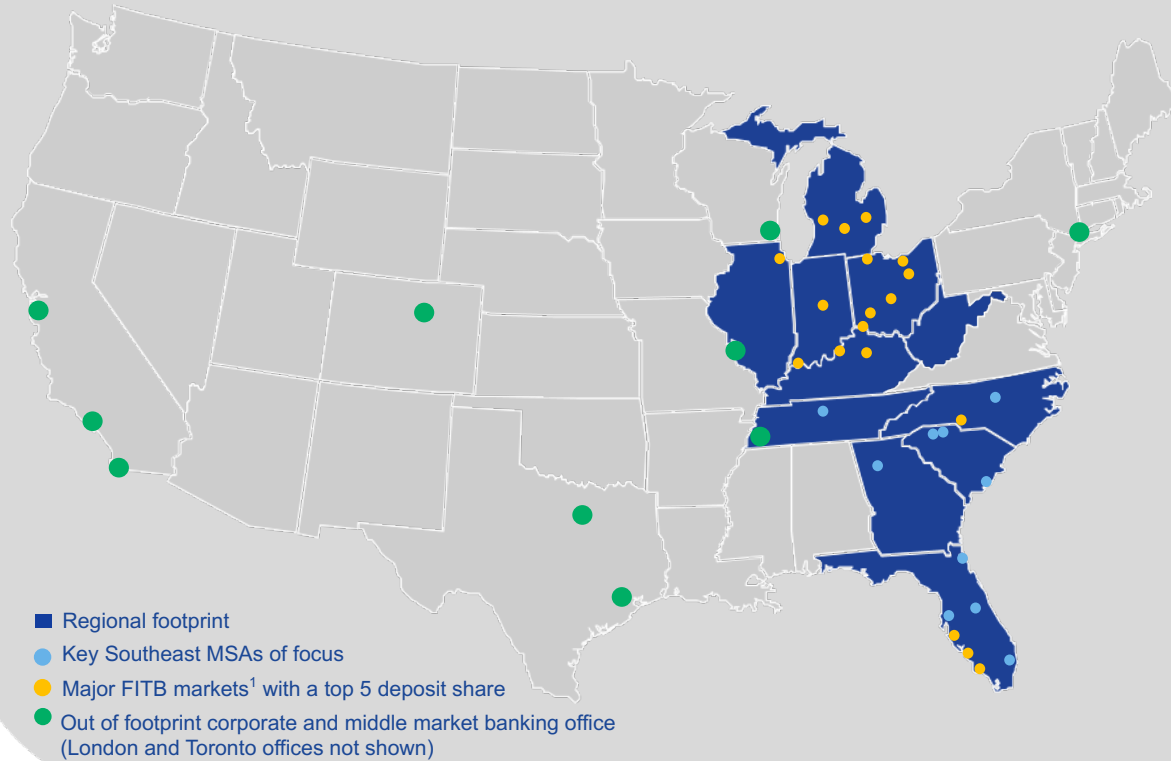 Regional footprint
Key Southeast MSAs of focus
Major FITB markets¹ with a top 5 deposit share
Out of footprint corporate and middle market banking office
(London and Toronto offices not shown)